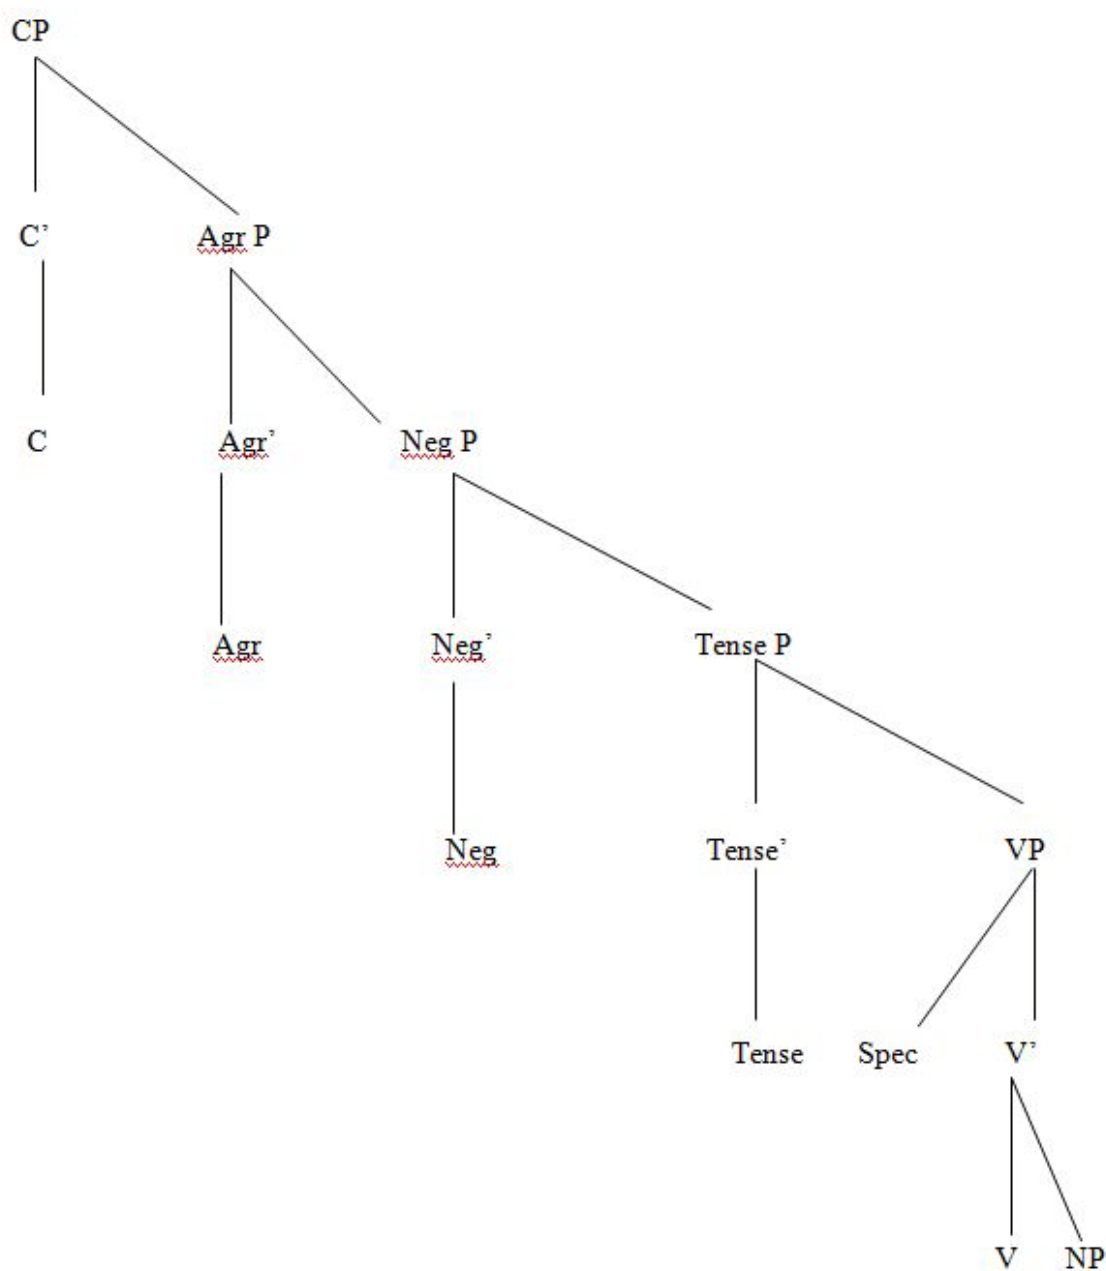 CP
C’ Agr P
C Agr’ Neg P
Agr Neg’ Tense P
Neg Tense’ VP
Tense Spec V’
V NP